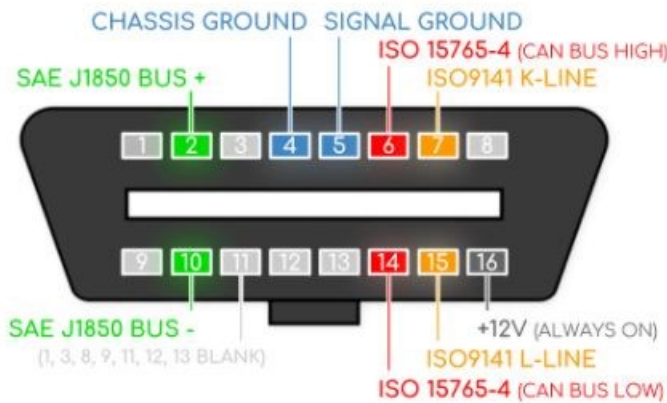 CHASSIS GROUND SIGNAL GROUND
ISO 15765-4 (CAN BUS HIGH)
SAE J1850 BUS + ISO9141 K-LINE
1 2 3 4 5 6 7 8
9 10 11 12 13 14 15 16
SAE J1850 BUS - +12V (ALWAYS ON)
(1, 3, 8, 9, 11, 12, 13 BLANK) ISO9141 L-LINE
ISO 15765-4 (CAN BUS LOW)